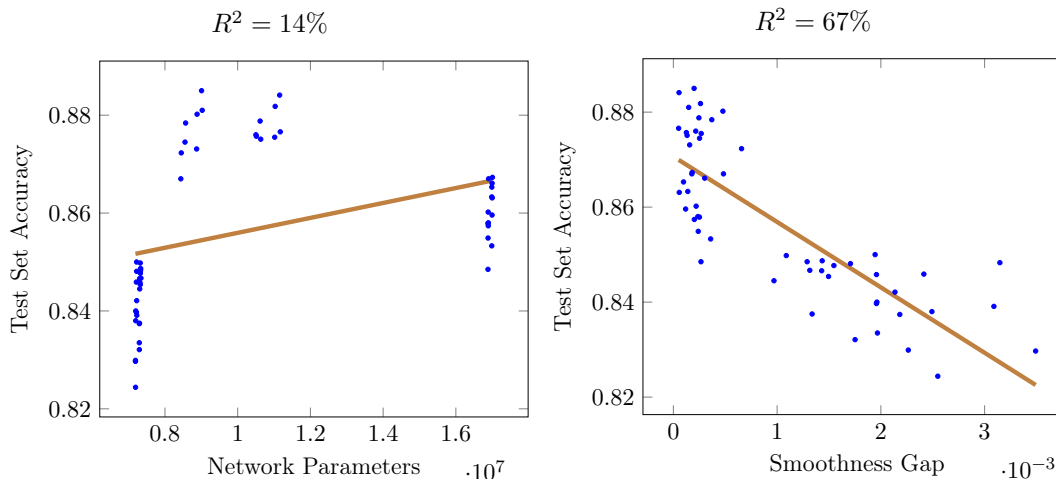 R² = 14%
0.88
0.86
0.84
0.82
Test Set Accuracy
0.8 1 1.2 1.4 1.6
Network Parameters ·10⁷
R² = 67%
0.88
0.86
0.84
0.82
Test Set Accuracy
0 1 2 3
Smoothness Gap ·10⁻³